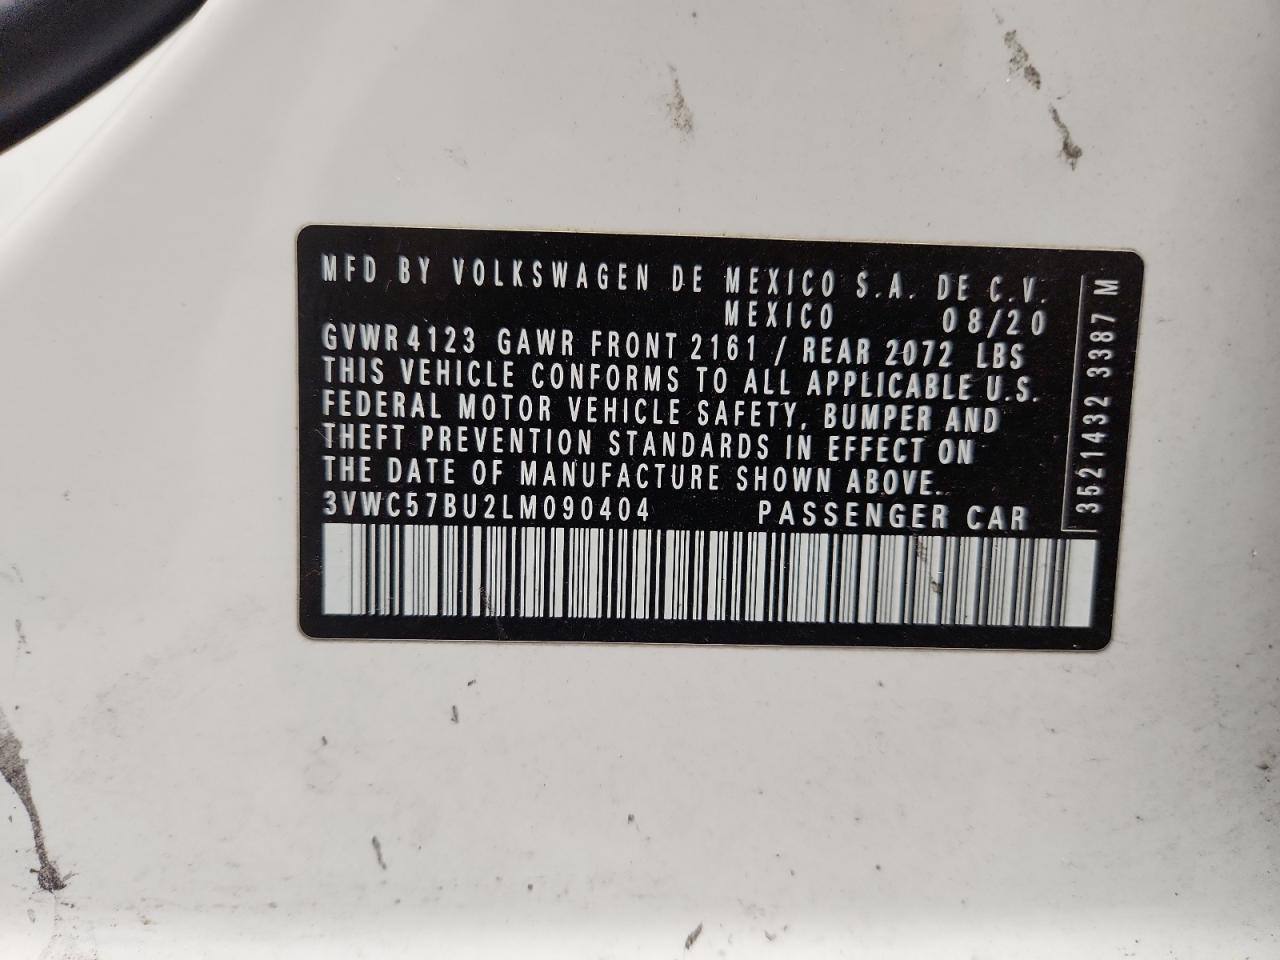 MFD BY VOLKSWAGEN DE MEXICO S.A. DE C.V.
MEXICO 08/20
GVWR 4123 GAWR FRONT 2161 / REAR 2072 LBS
THIS VEHICLE CONFORMS TO ALL APPLICABLE U.S.
FEDERAL MOTOR VEHICLE SAFETY, BUMPER AND
THEFT PREVENTION STANDARDS IN EFFECT ON
THE DATE OF MANUFACTURE SHOWN ABOVE.
3VWC57BU2LM090404 PASSENGER CAR
3521432 3387 M